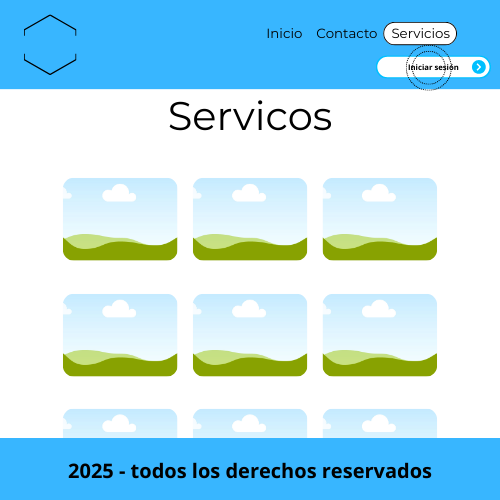 Inicio Contacto Servicios
Iniciar sesión
Servicos
2025 - todos los derechos reservados